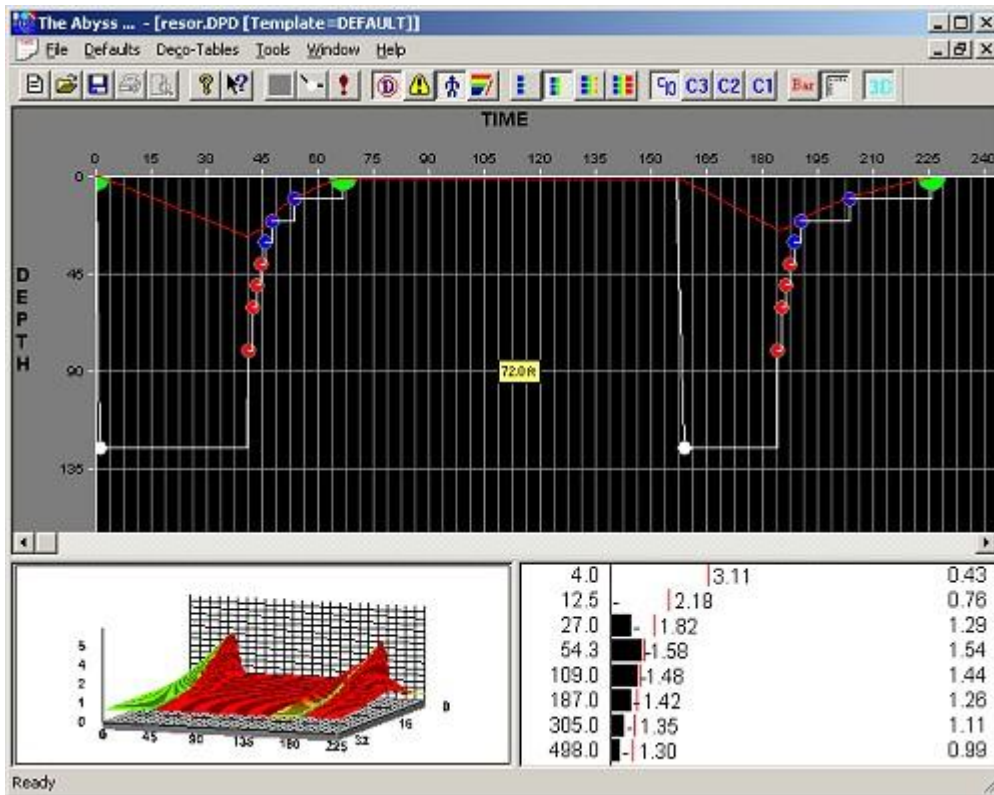 The Abyss ... - [resor.DPD [Template=DEFAULT]]
File Defaults Deco-Tables Tools Window Help
C10 C3 C2 C1 Bar 3D
TIME
0 15 30 45 60 75 90 105 120 135 150 165 180 195 210 225 240
0
45
90
135
DEPTH
72.0 ft
5
4
3
2
1
0
0 45 90 135 180 225
16
0
4.0 3.11 0.43
12.5 - 2.18 0.76
27.0 - 1.82 1.29
54.3 - 1.58 1.54
109.0 - 1.48 1.44
187.0 - 1.42 1.26
305.0 - 1.35 1.11
498.0 - 1.30 0.99
Ready